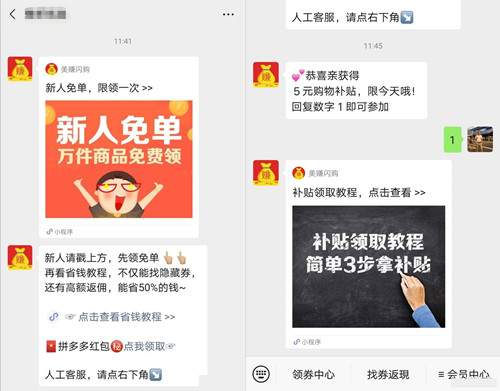 11:41
美赚闪购
新人免单，限领一次 >>
新人免单
万件商品免费领
小程序
新人请戳上方，先领免单👆🏻👆🏻
再看省钱教程，不仅能找隐藏券，
还有高额返佣，能省50%的钱~
☞ 点击查看省钱教程 >>
🧧拼多多红包㊙点我领取☞
人工客服，请点右下角↘
人工客服，请点右下角↘
11:45
赚
💕恭喜亲获得
５元购物补贴，限今天哦!
回复数字１即可参加
1
美赚闪购
补贴领取教程，点击查看 >>
补贴领取教程
简单3步拿补贴
小程序
领券中心
找券返现
≡ 会员中心